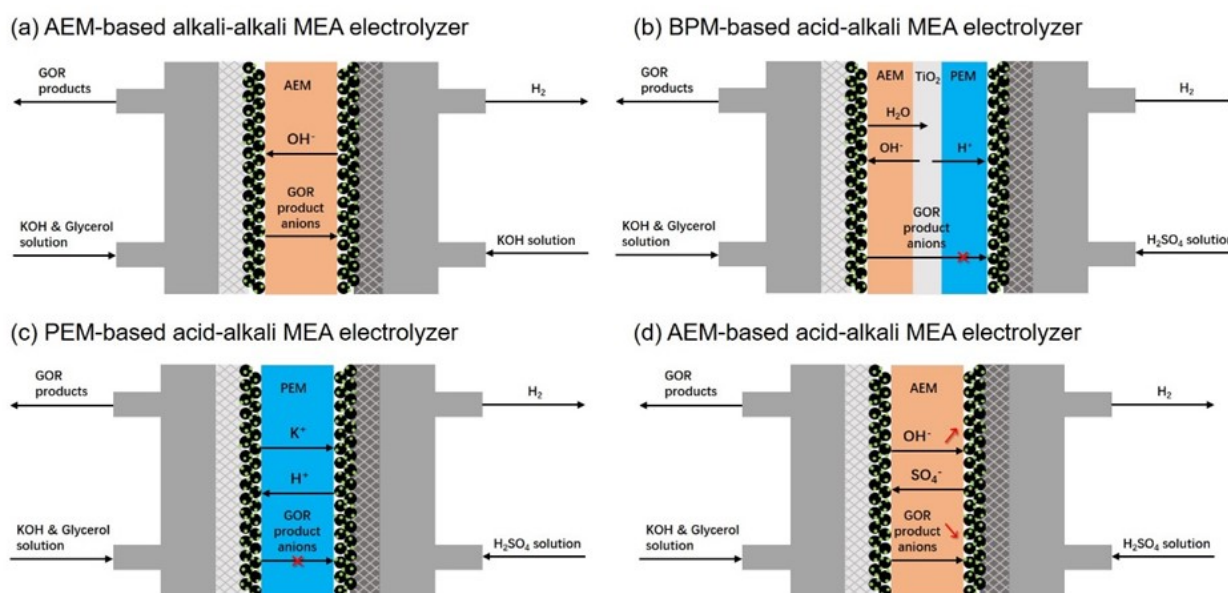 (a) AEM-based alkali-alkali MEA electrolyzer
GOR
products
AEM
H₂
OH⁻
GOR
product
anions
KOH & Glycerol
solution
KOH solution
(b) BPM-based acid-alkali MEA electrolyzer
GOR
products
AEM TiO₂ PEM
H₂
H₂O
OH⁻
H⁺
GOR
product
anions
KOH & Glycerol
solution
H₂SO₄ solution
(c) PEM-based acid-alkali MEA electrolyzer
GOR
products
PEM
H₂
K⁺
H⁺
GOR
product
anions
KOH & Glycerol
solution
H₂SO₄ solution
(d) AEM-based acid-alkali MEA electrolyzer
GOR
products
AEM
H₂
OH⁻
SO₄⁻
GOR
product
anions
KOH & Glycerol
solution
H₂SO₄ solution